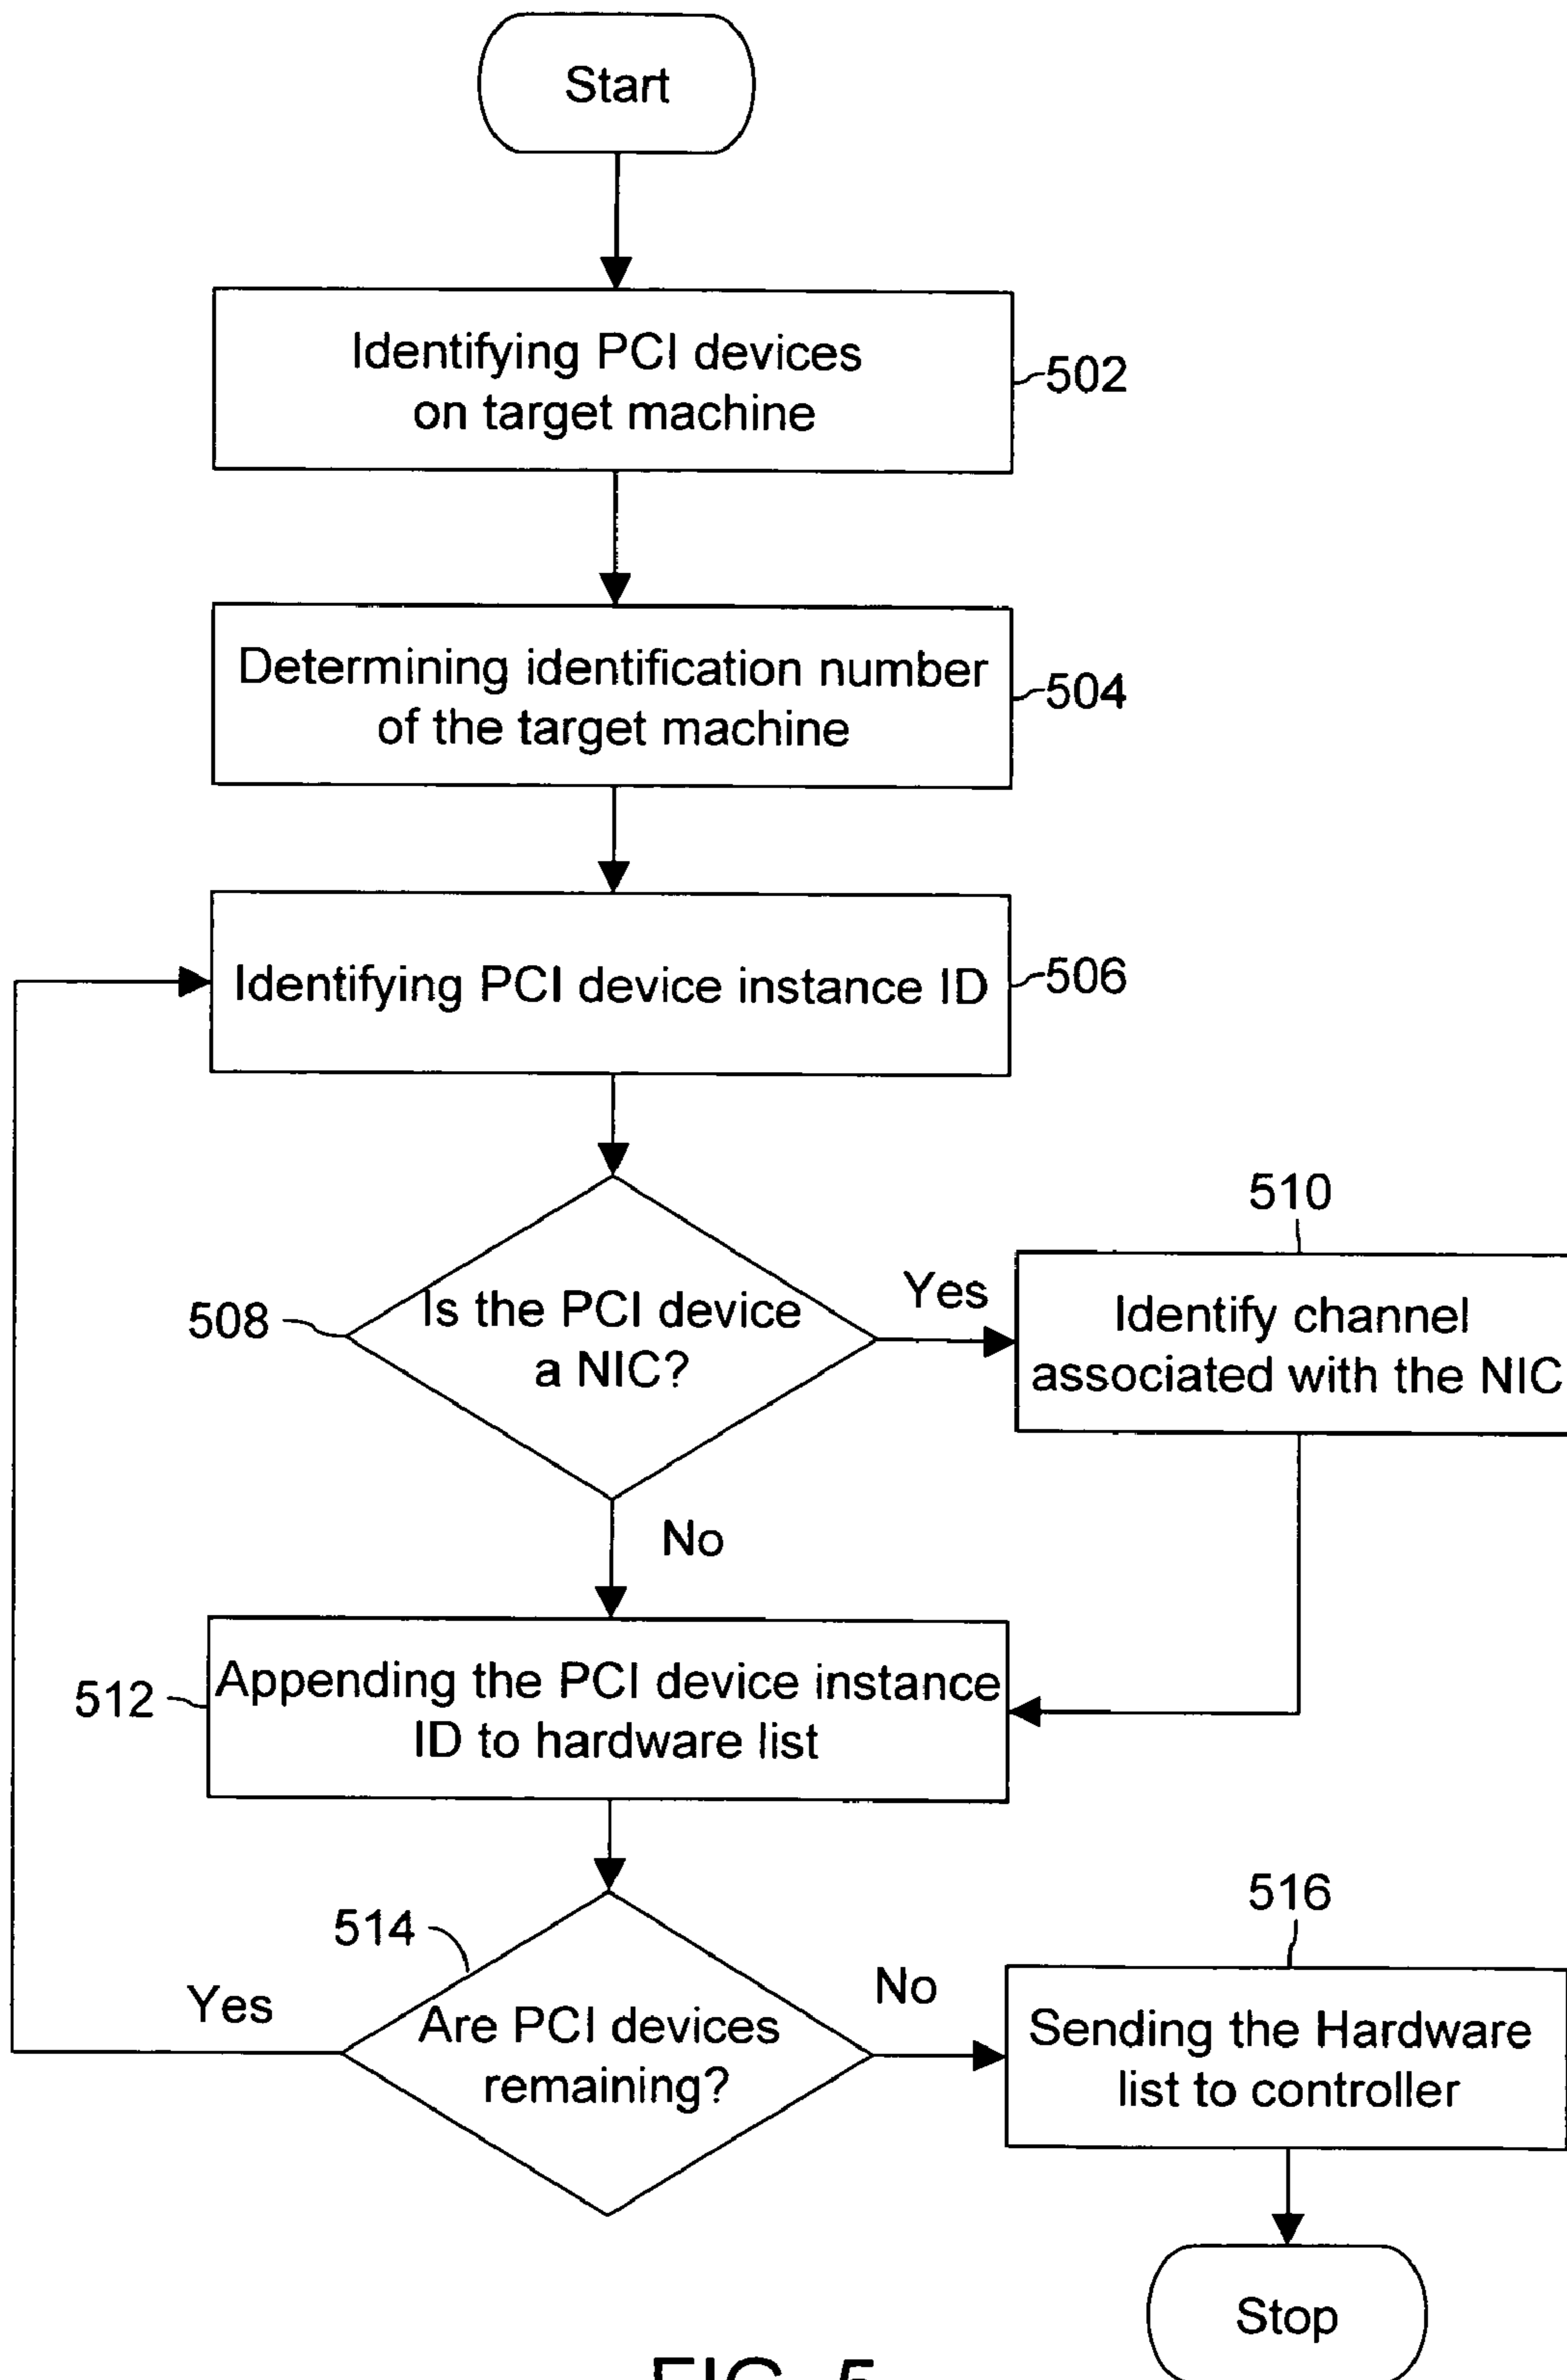 Start
Identifying PCI devices
on target machine
502
Determining identification number
of the target machine
504
Identifying PCI device instance ID
506
510
508
Is the PCI device
a NIC?
Yes
Identify channel
associated with the NIC
No
512
Appending the PCI device instance
ID to hardware list
514
516
Yes
Are PCI devices
remaining?
No
Sending the Hardware
list to controller
Stop
FIG. 5